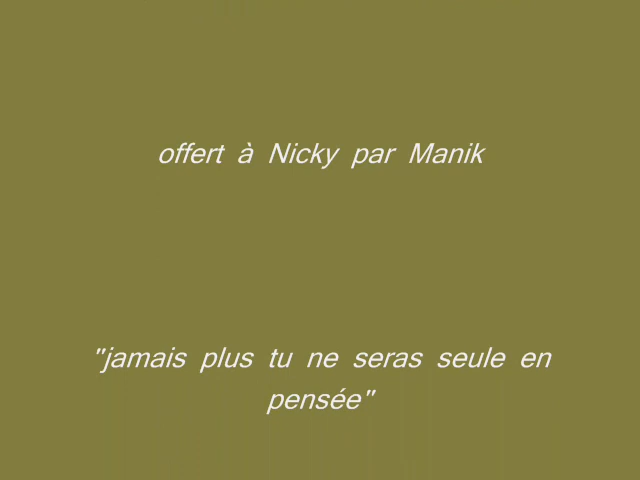 offert à Nicky par Manik
"jamais plus tu ne seras seule en
pensée"